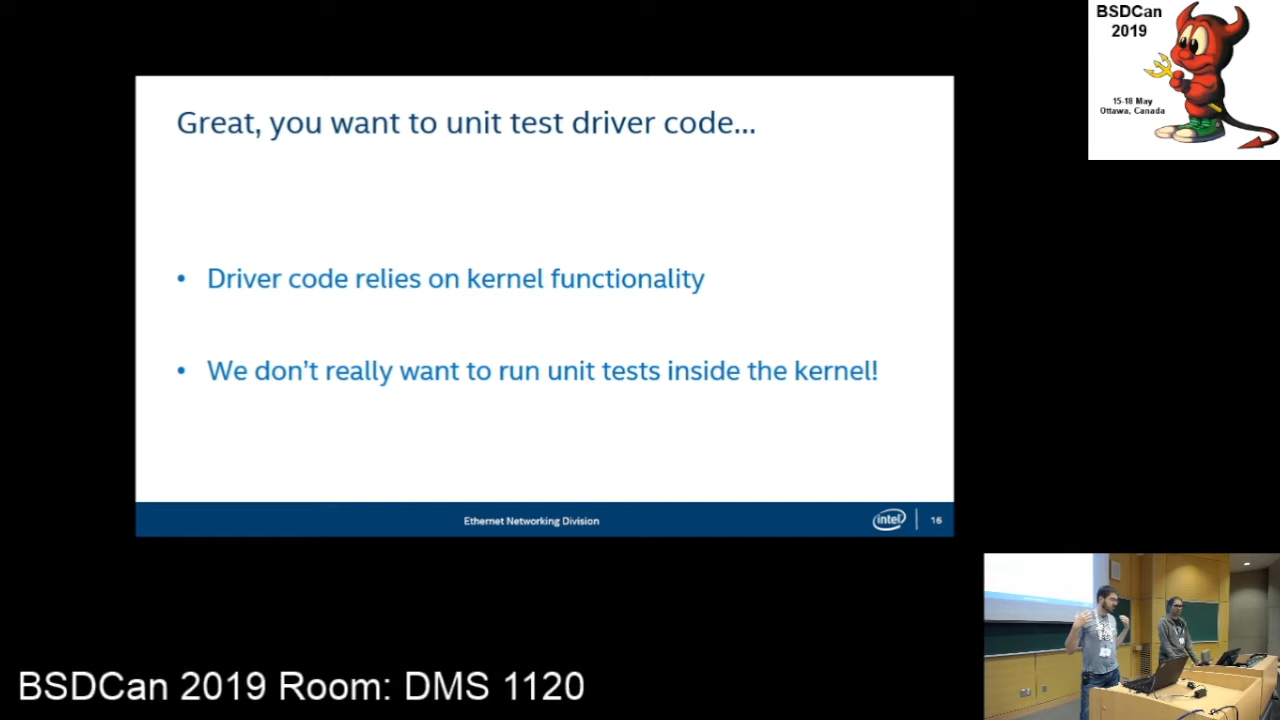 BSDCan
2019
15-18 May
Ottawa, Canada
Great, you want to unit test driver code...
• Driver code relies on kernel functionality
• We don't really want to run unit tests inside the kernel!
Ethernet Networking Division
intel
16
BSDCan 2019 Room: DMS 1120